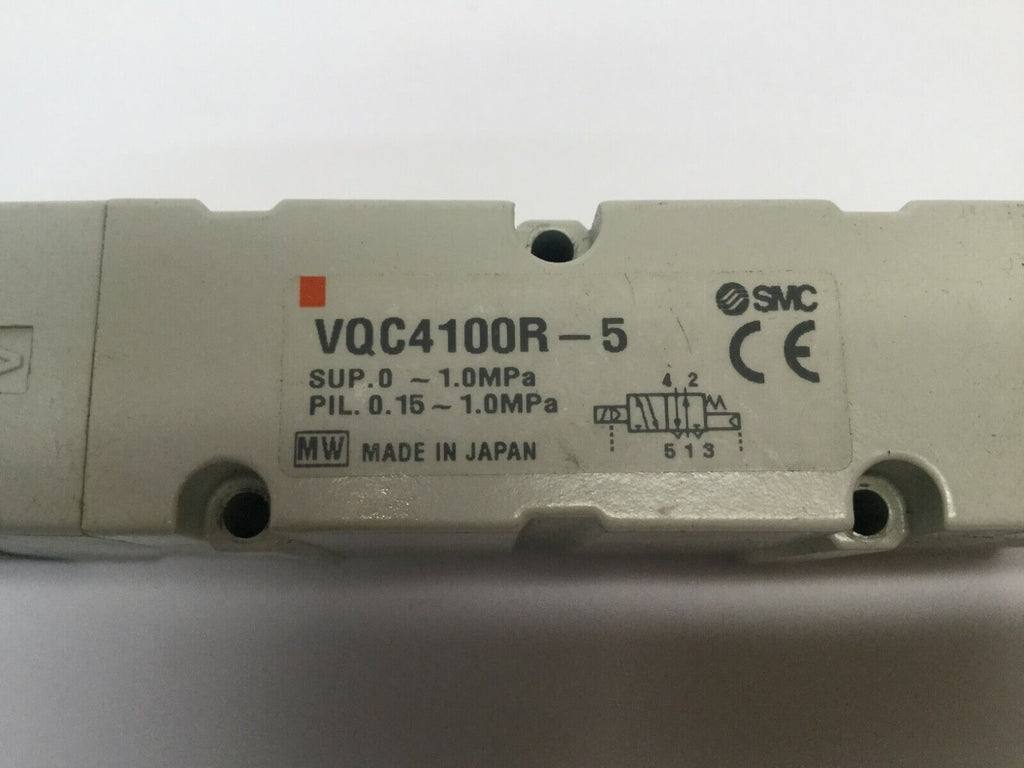 SMC
VQC4100R-5
CE
SUP.0 ~ 1.0MPa
PIL. 0.15 ~ 1.0MPa
4 2
5 1 3
MW MADE IN JAPAN